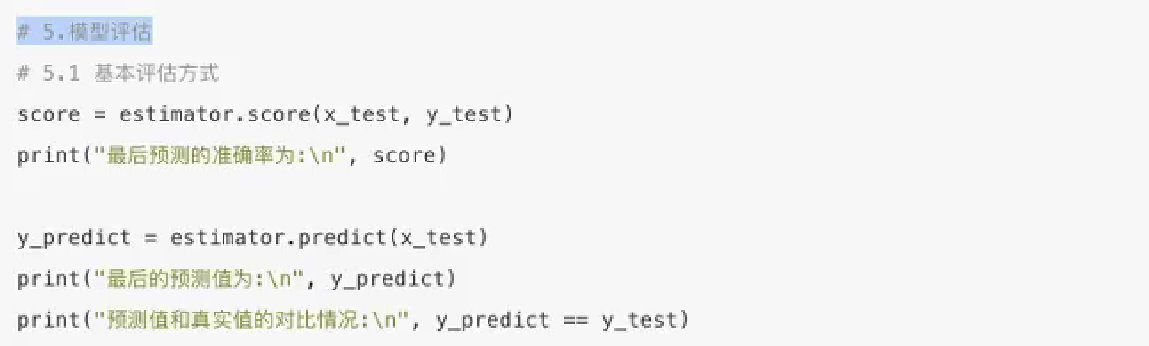 # 5.模型评估
# 5.1 基本评估方式
score = estimator.score(x_test, y_test)
print("最后预测的准确率为:\n", score)
y_predict = estimator.predict(x_test)
print("最后的预测值为:\n", y_predict)
print("预测值和真实值的对比情况:\n", y_predict == y_test)